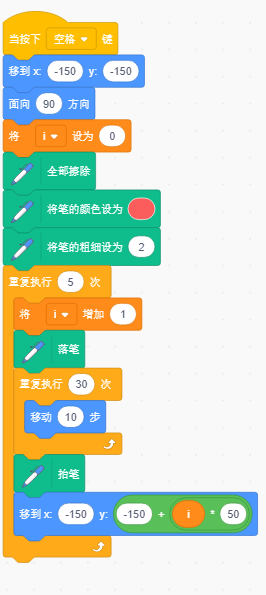 当按下 空格 键
移到 x: -150 y: -150
面向 90 方向
将 i 设为 0
全部擦除
将笔的颜色设为
将笔的粗细设为 2
重复执行 5 次
将 i 增加 1
落笔
重复执行 30 次
移动 10 步
抬笔
移到 x: -150 y: -150 + i * 50